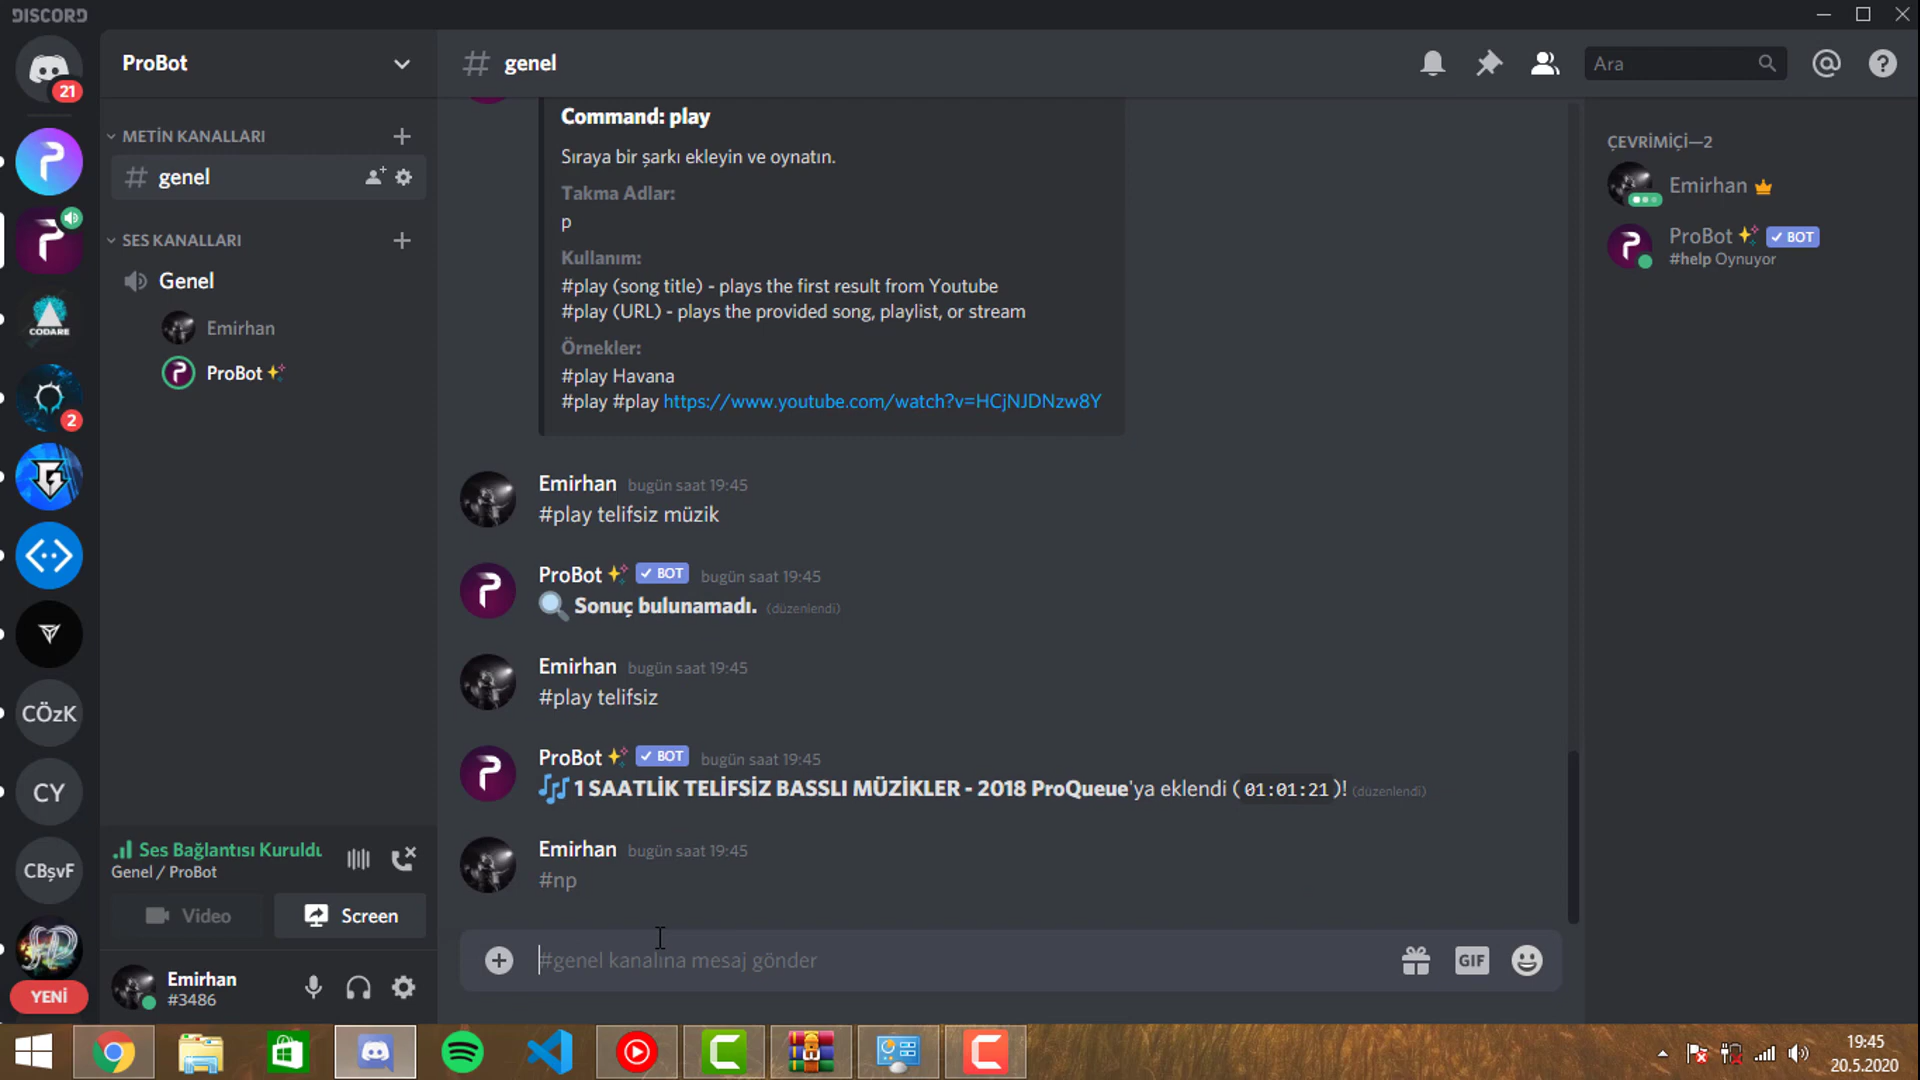 DISCORD
21
ProBot
METİN KANALLARI
genel
SES KANALLARI
Genel
Emirhan
ProBot
CODARE
2
CÖzK
CY
CBşvF
YENİ
Ses Bağlantısı Kuruldu
Genel / ProBot
Video
Screen
Emirhan
#3486
# genel
Ara
Command: play
Sıraya bir şarkı ekleyin ve oynatın.
Takma Adlar:
p
Kullanım:
#play (song title) - plays the first result from Youtube
#play (URL) - plays the provided song, playlist, or stream
Örnekler:
#play Havana
#play #play https://www.youtube.com/watch?v=HCjNJDNzw8Y
Emirhan bugün saat 19:45
#play telifsiz müzik
ProBot ✓ BOT bugün saat 19:45
Sonuç bulunamadı. (düzenlendi)
Emirhan bugün saat 19:45
#play telifsiz
ProBot ✓ BOT bugün saat 19:45
1 SAATLİK TELİFSİZ BASSLI MÜZİKLER - 2018 ProQueue'ya eklendi (01:01:21)! (düzenlendi)
Emirhan bugün saat 19:45
#np
#genel kanalına mesaj gönder
GIF
ÇEVRİMİÇİ—2
Emirhan
ProBot ✓ BOT
#help Oynuyor
19:45
20.5.2020